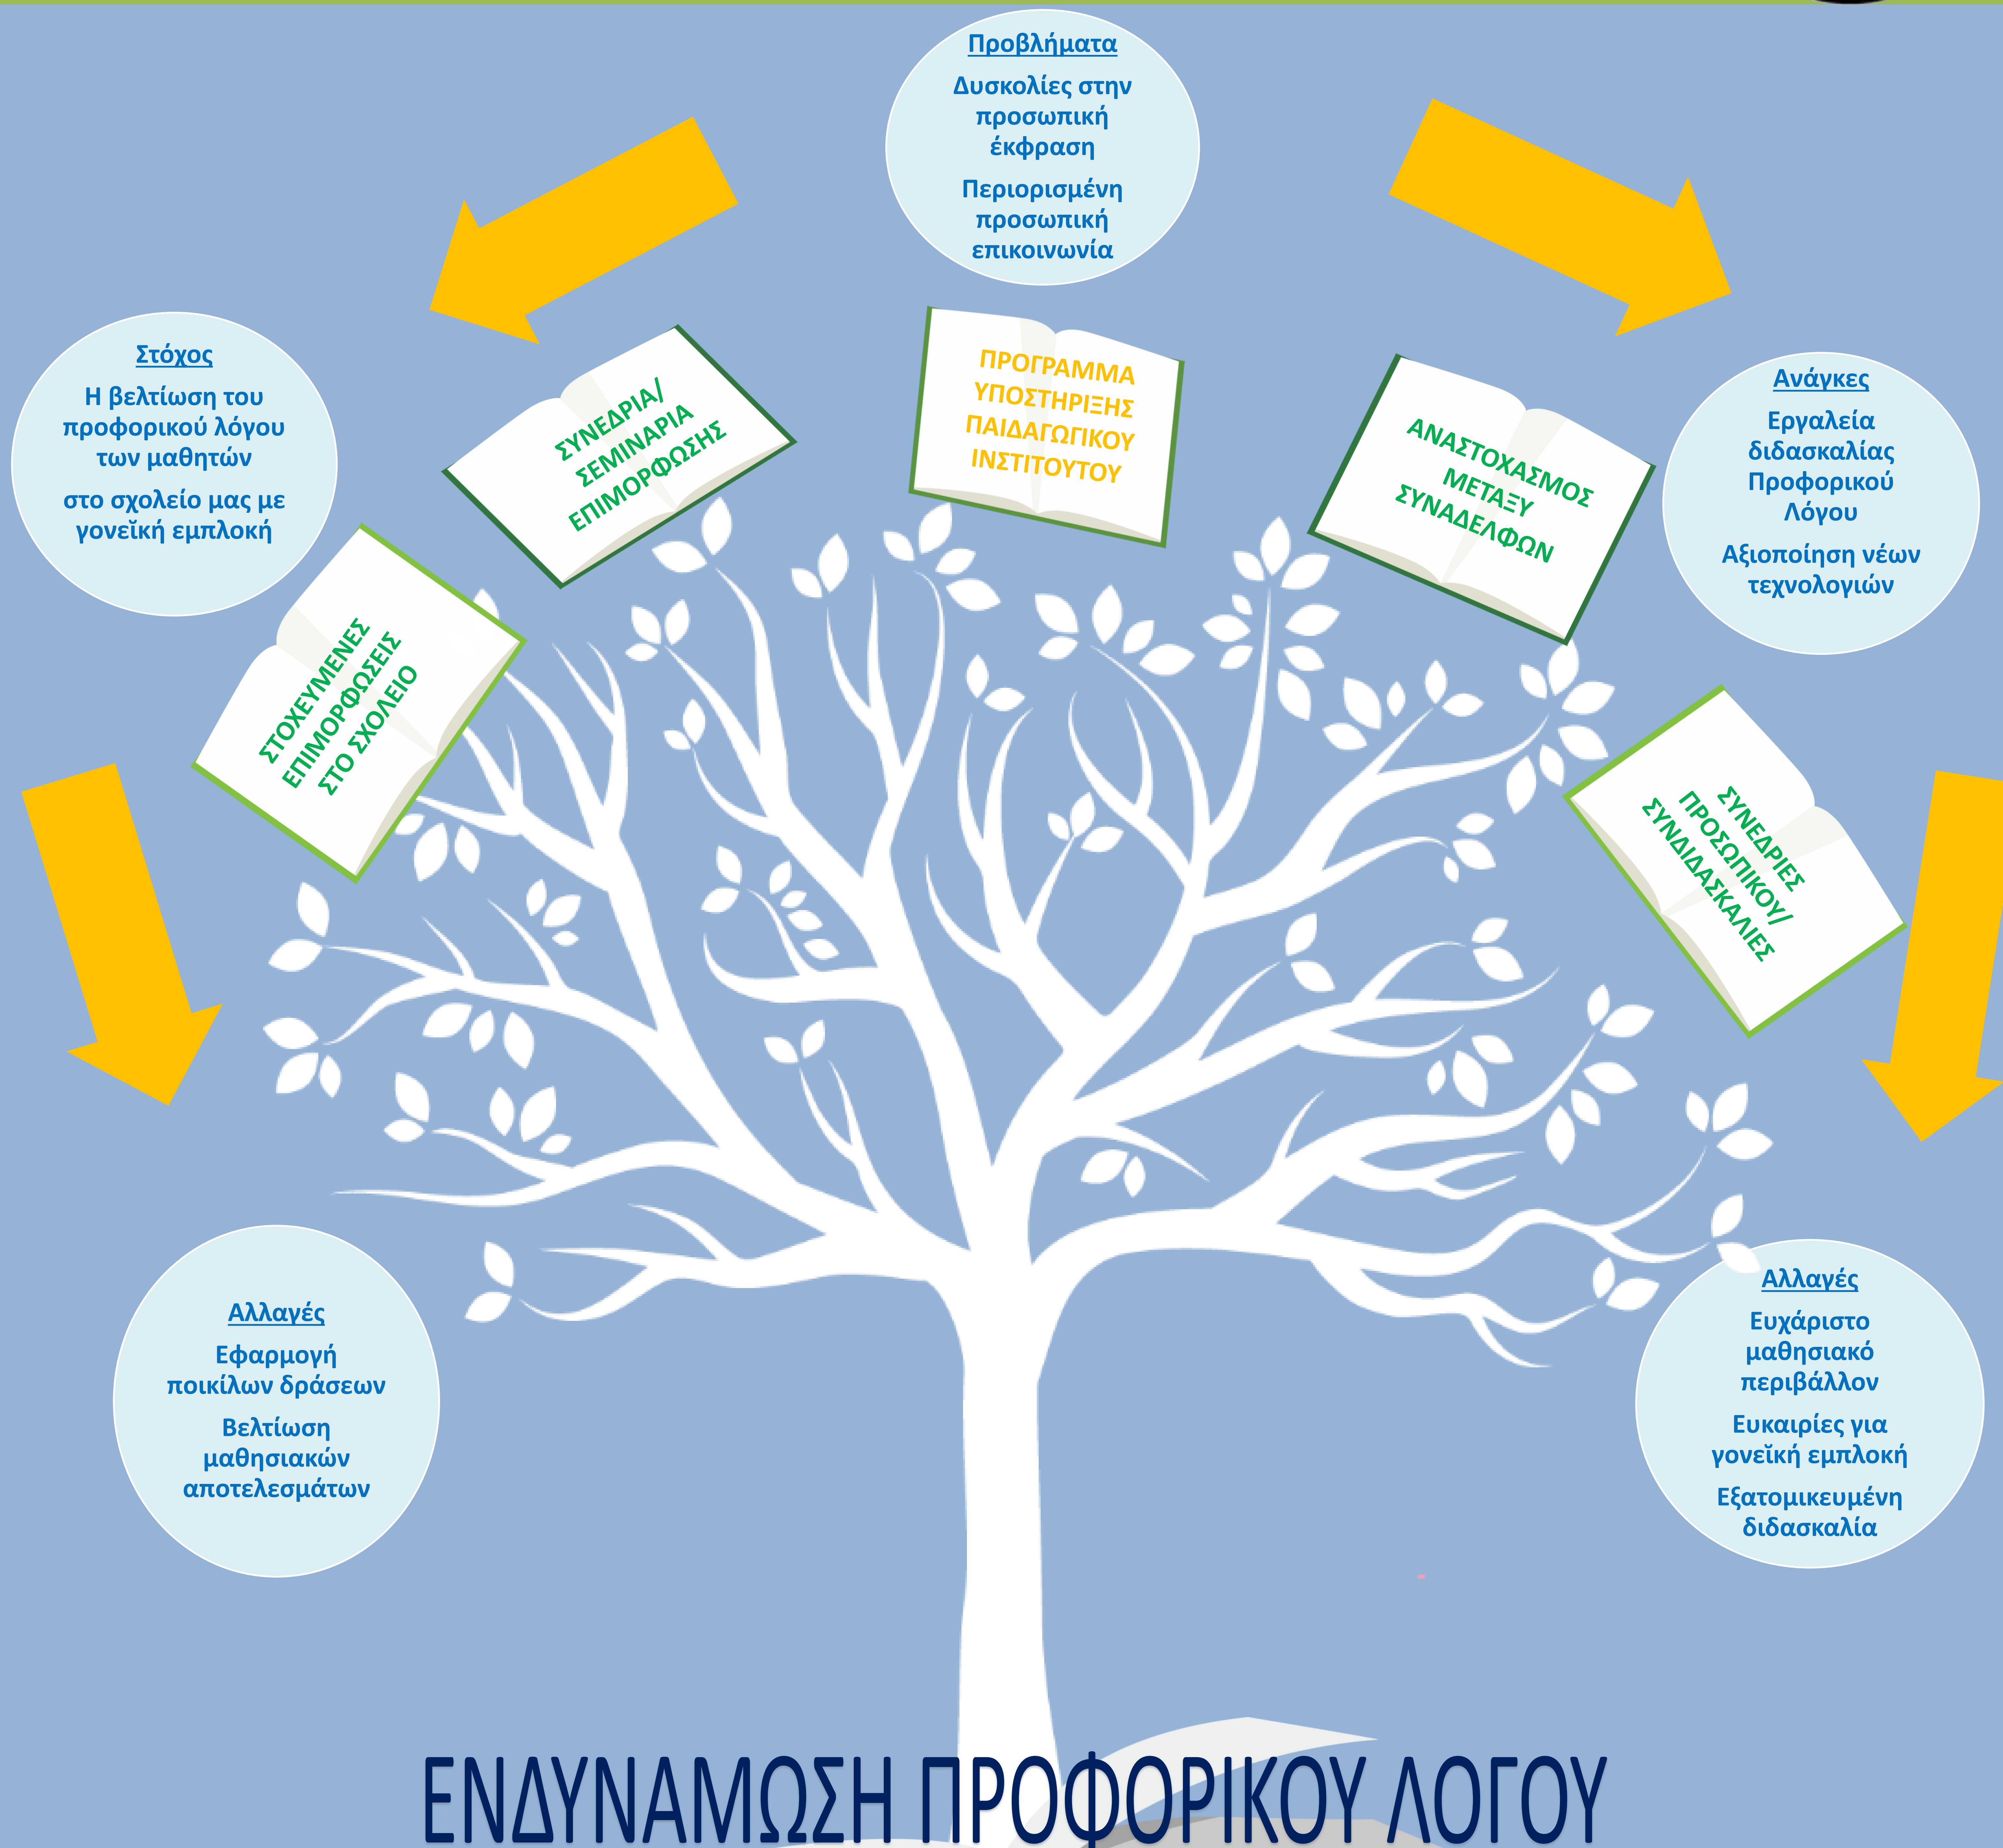 Προβλήματα
Δυσκολίες στην
προσωπική
έκφραση
Περιορισμένη
προσωπική
επικοινωνία
Στόχος
Η βελτίωση του
προφορικού λόγου
των μαθητών
στο σχολείο μας με
γονεϊκή εμπλοκή
Ανάγκες
Εργαλεία
διδασκαλίας
Προφορικού
Λόγου
Αξιοποίηση νέων
τεχνολογιών
ΣΤΟΧΕΥΜΕΝΕΣ
ΕΠΙΜΟΡΦΩΣΕΙΣ
ΣΤΟ ΣΧΟΛΕΙΟ
ΣΥΝΕΔΡΙΑ/
ΣΕΜΙΝΑΡΙΑ
ΕΠΙΜΟΡΦΩΣΗΣ
ΠΡΟΓΡΑΜΜΑ
ΥΠΟΣΤΗΡΙΞΗΣ
ΠΑΙΔΑΓΩΓΙΚΟΥ
ΙΝΣΤΙΤΟΥΤΟΥ
ΑΝΑΣΤΟΧΑΣΜΟΣ
ΜΕΤΑΞΥ
ΣΥΝΑΔΕΛΦΩΝ
ΣΥΝΕΔΡΙΕΣ
ΠΡΟΣΩΠΙΚΟΥ/
ΣΥΝΔΙΔΑΣΚΑΛΙΕΣ
Αλλαγές
Εφαρμογή
ποικίλων δράσεων
Βελτίωση
μαθησιακών
αποτελεσμάτων
Αλλαγές
Ευχάριστο
μαθησιακό
περιβάλλον
Ευκαιρίες για
γονεϊκή εμπλοκή
Εξατομικευμένη
διδασκαλία
ΕΝΔΥΝΑΜΩΣΗ ΠΡΟΦΟΡΙΚΟΥ ΛΟΓΟΥ